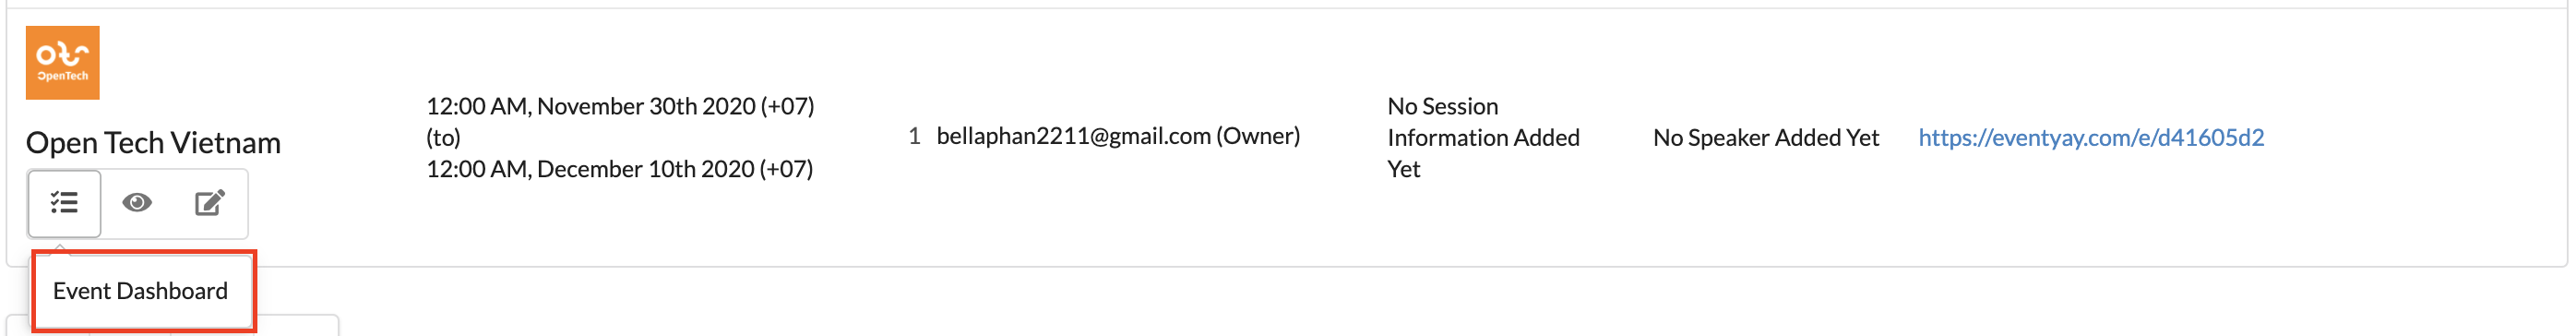 OpenTech
Open Tech Vietnam
12:00 AM, November 30th 2020 (+07)
(to)
12:00 AM, December 10th 2020 (+07)
1
bellaphan2211@gmail.com (Owner)
No Session
Information Added
Yet
No Speaker Added Yet
https://eventyay.com/e/d41605d2
Event Dashboard